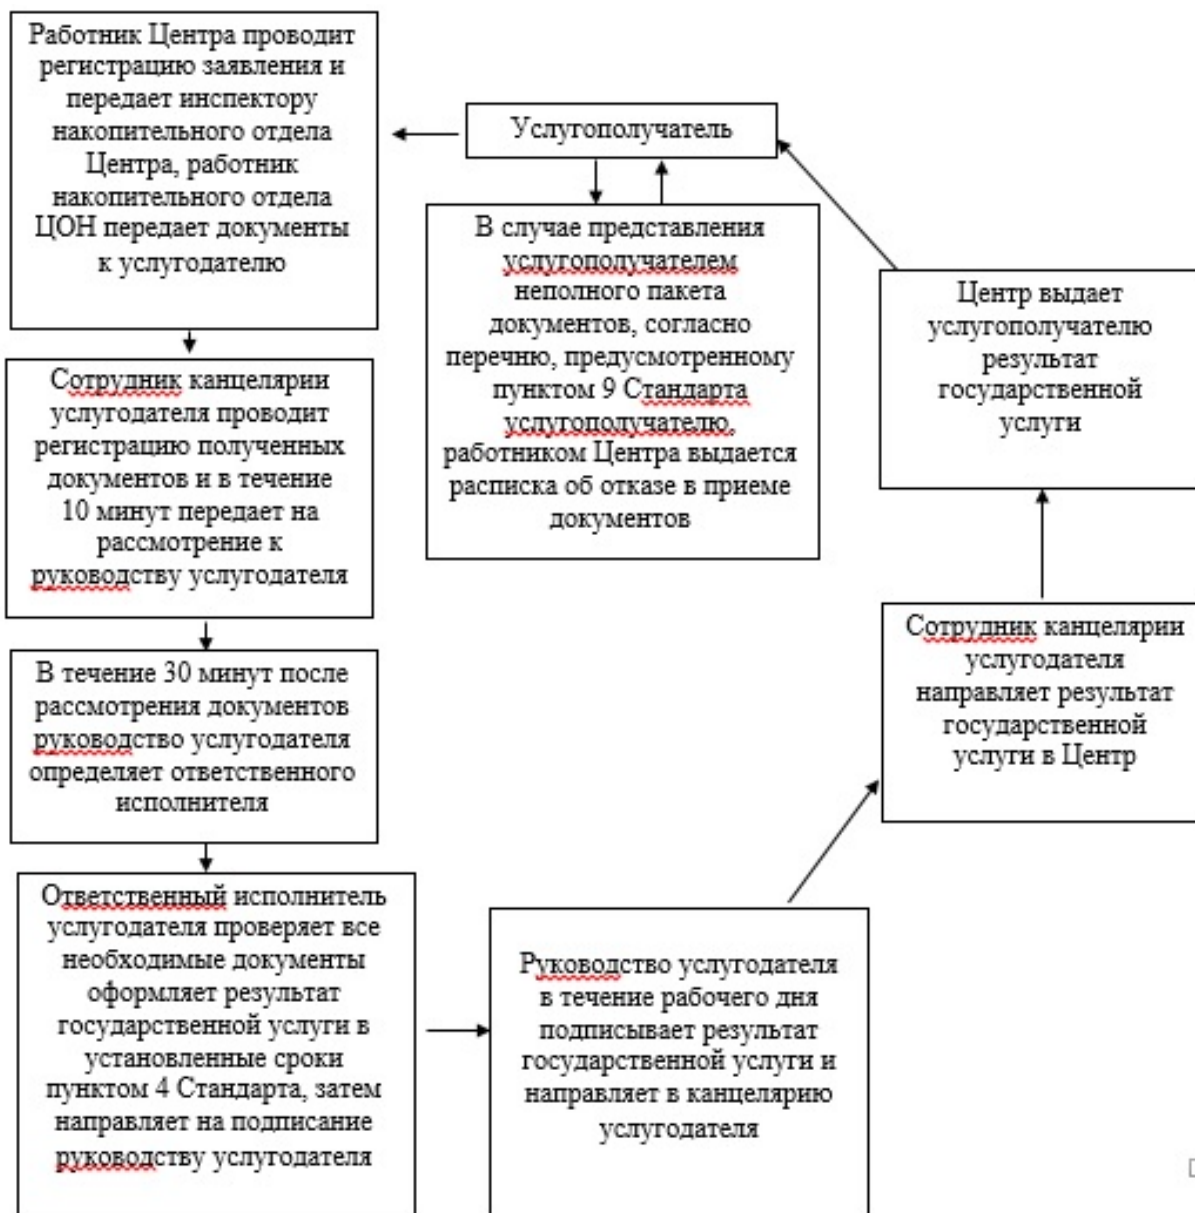 Работник Центра проводит
регистрацию заявления и
передает инспектору
накопительного отдела
Центра, работник
накопительного отдела
ЦОН передает документы
к услугодателю
Услугополучатель
В случае представления
услугополучателем
неполного пакета
документов, согласно
перечню, предусмотренному
пунктом 9 Стандарта
услугополучателю,
работником Центра выдается
расписка об отказе в приеме
документов
Сотрудник канцелярии
услугодателя проводит
регистрацию полученных
документов и в течение
10 минут передает на
рассмотрение к
руководству услугодателя
В течение 30 минут после
рассмотрения документов
руководство услугодателя
определяет ответственного
исполнителя
Ответственный исполнитель
услугодателя проверяет все
необходимые документы
оформляет результат
государственной услуги в
установленные сроки
пунктом 4 Стандарта, затем
направляет на подписание
руководству услугодателя
Руководство услугодателя
в течение рабочего дня
подписывает результат
государственной услуги и
направляет в канцелярию
услугодателя
Сотрудник канцелярии
услугодателя
направляет результат
государственной
услуги в Центр
Центр выдает
услугополучателю
результат
государственной
услуги